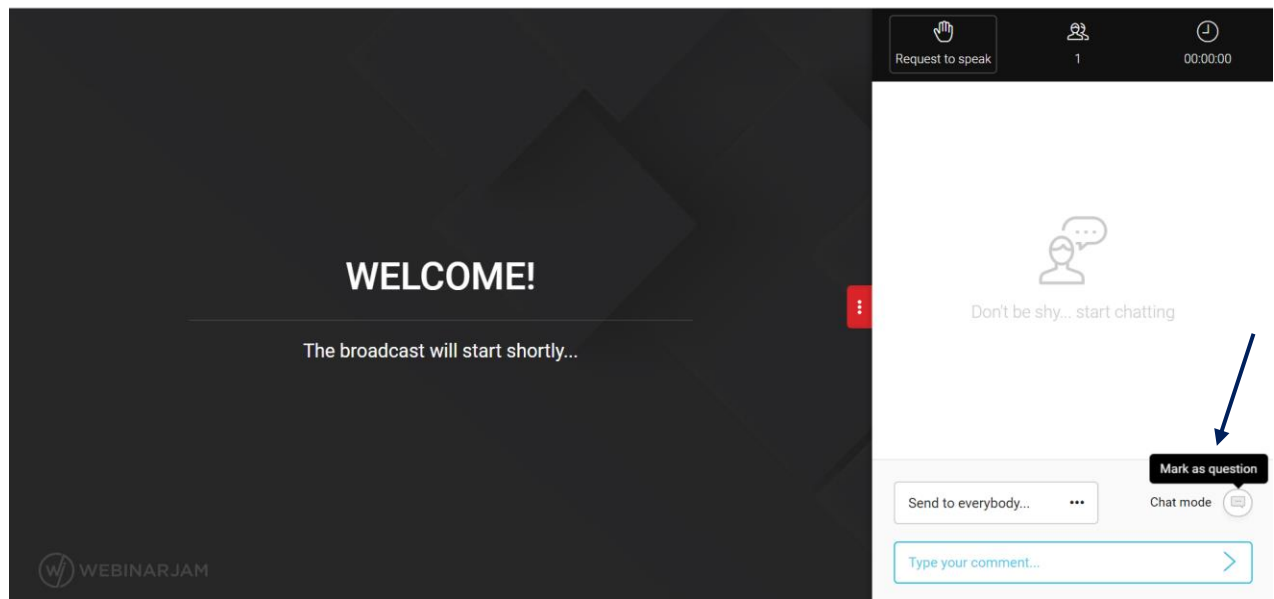 Request to speak
1
00:00:00
WELCOME!
The broadcast will start shortly...
Don't be shy... start chatting
Mark as question
Send to everybody... •••
Chat mode
Type your comment...
WEBINARJAM